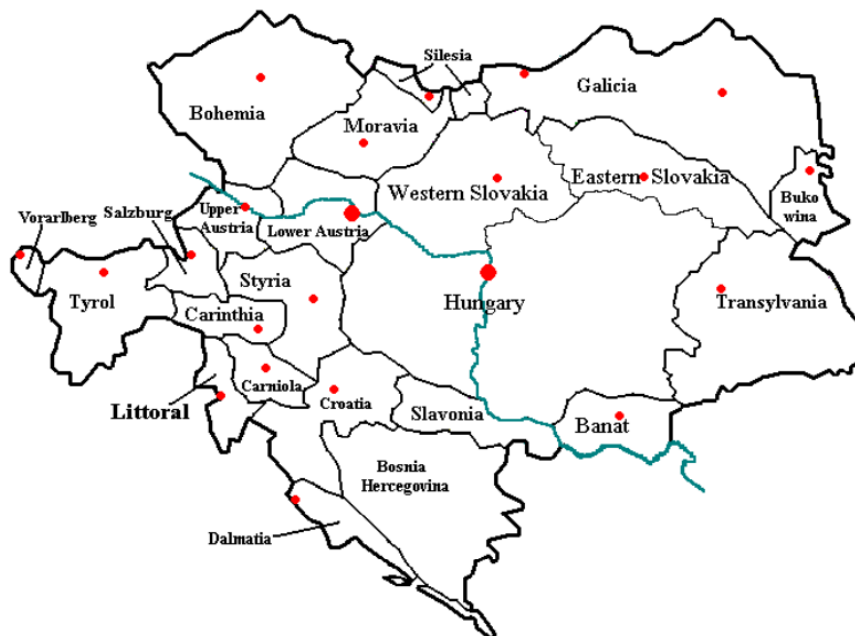 Silesia
Galicia
Bohemia
Moravia
Western Slovakia
Eastern Slovakia
Buko
wina
Vorarlberg
Salzburg
Upper
Austria
Lower Austria
Tyrol
Styria
Hungary
Transylvania
Carinthia
Carniola
Littoral
Croatia
Slavonia
Banat
Bosnia
Hercegovina
Dalmatia